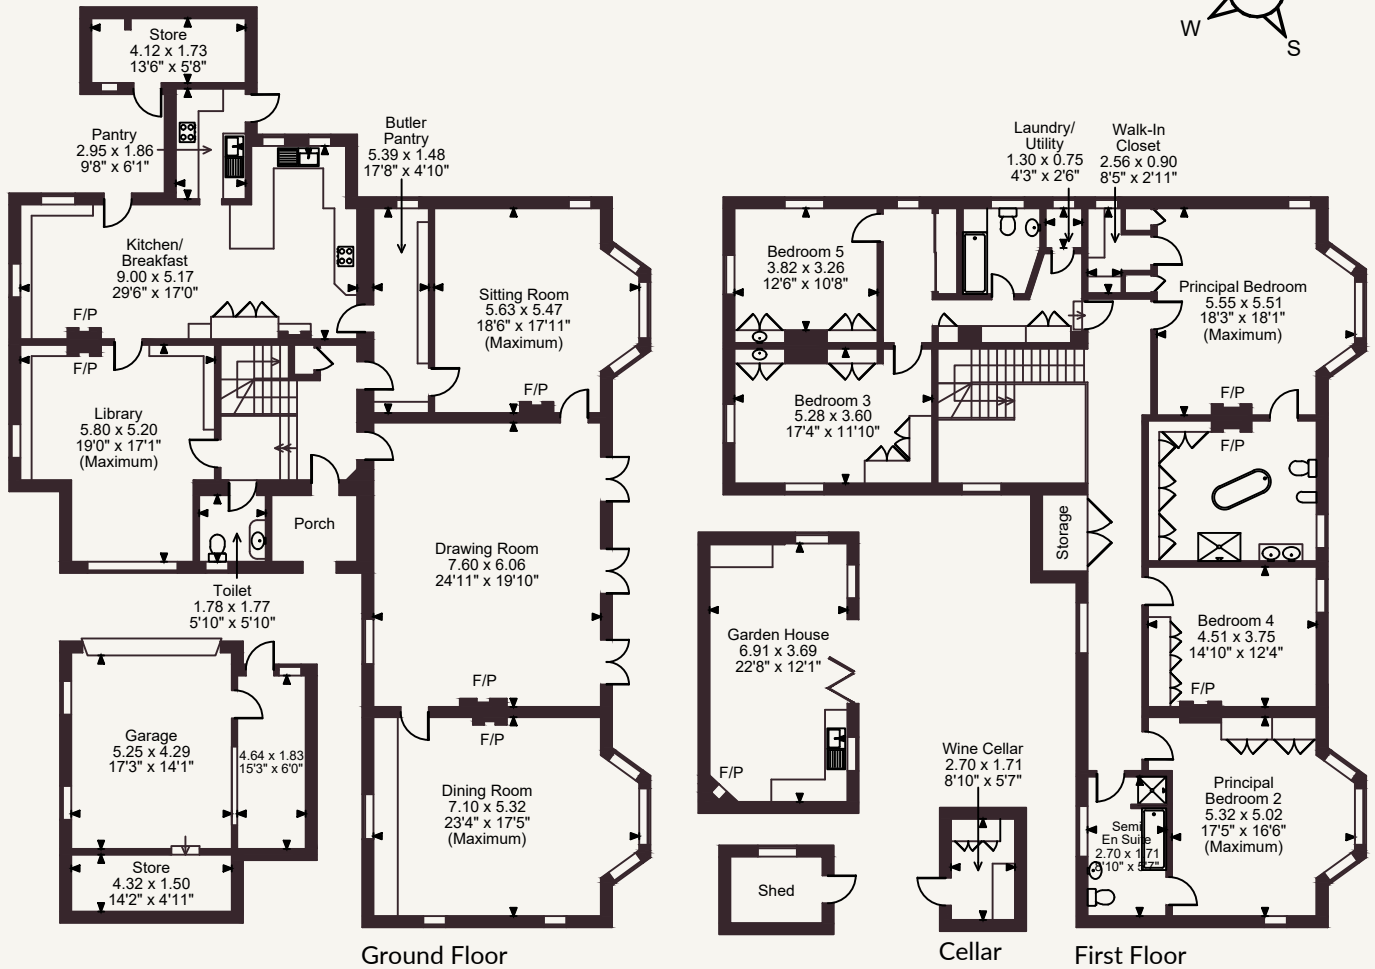 Store
4.12 x 1.73
13'6" x 5'8"
Pantry
2.95 x 1.86
9'8" x 6'1"
Butler
Pantry
5.39 x 1.48
17'8" x 4'10"
Kitchen/
Breakfast
9.00 x 5.17
29'6" x 17'0"
F/P
F/P
Sitting Room
5.63 x 5.47
18'6" x 17'11"
(Maximum)
F/P
Library
5.80 x 5.20
19'0" x 17'1"
(Maximum)
Porch
Toilet
1.78 x 1.77
5'10" x 5'10"
Drawing Room
7.60 x 6.06
24'11" x 19'10"
F/P
F/P
Dining Room
7.10 x 5.32
23'4" x 17'5"
(Maximum)
Garage
5.25 x 4.29
17'3" x 14'1"
4.64 x 1.83
15'3" x 6'0"
Store
4.32 x 1.50
14'2" x 4'11"
Ground Floor
W
S
Laundry/
Utility
1.30 x 0.75
4'3" x 2'6"
Walk-In
Closet
2.56 x 0.90
8'5" x 2'11"
Bedroom 5
3.82 x 3.26
12'6" x 10'8"
Principal Bedroom
5.55 x 5.51
18'3" x 18'1"
(Maximum)
F/P
F/P
Bedroom 3
5.28 x 3.60
17'4" x 11'10"
Storage
Bedroom 4
4.51 x 3.75
14'10" x 12'4"
F/P
Garden House
6.91 x 3.69
22'8" x 12'1"
F/P
Wine Cellar
2.70 x 1.71
8'10" x 5'7"
Principal
Bedroom 2
5.32 x 5.02
17'5" x 16'6"
(Maximum)
Semi
En Suite
2.70 x 1.71
8'10" x 5'7"
Shed
Cellar
First Floor